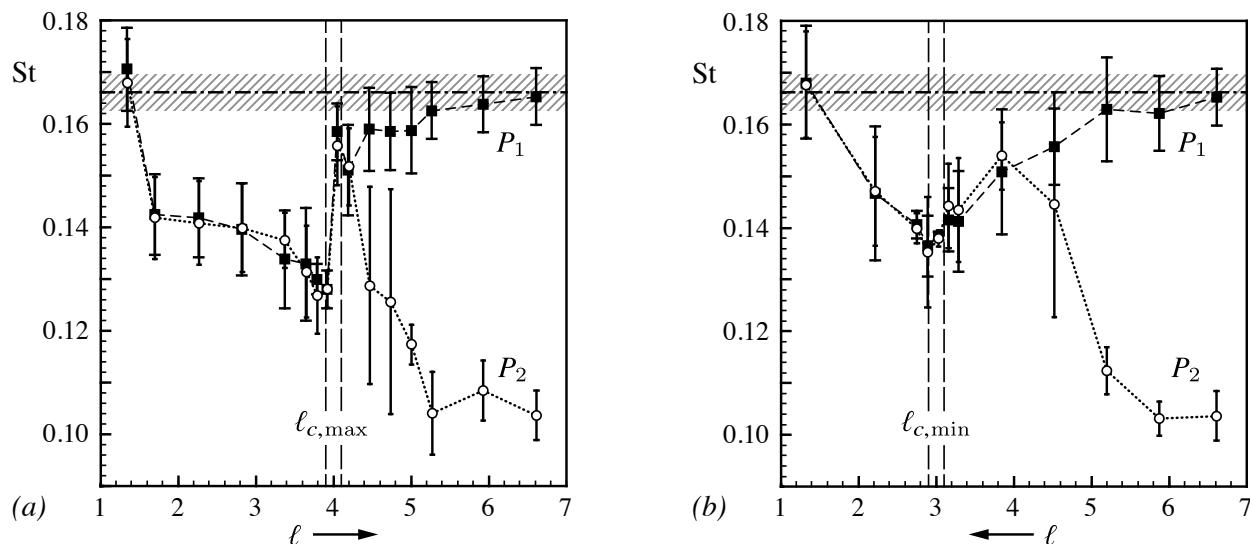 0.18
St
0.16
0.14
0.12
0.10
P₁
P₂
ℓc,max
1 2 3 4 5 6 7
(a)
ℓ
0.18
St
0.16
0.14
0.12
0.10
P₁
P₂
ℓc,min
1 2 3 4 5 6 7
(b)
ℓ